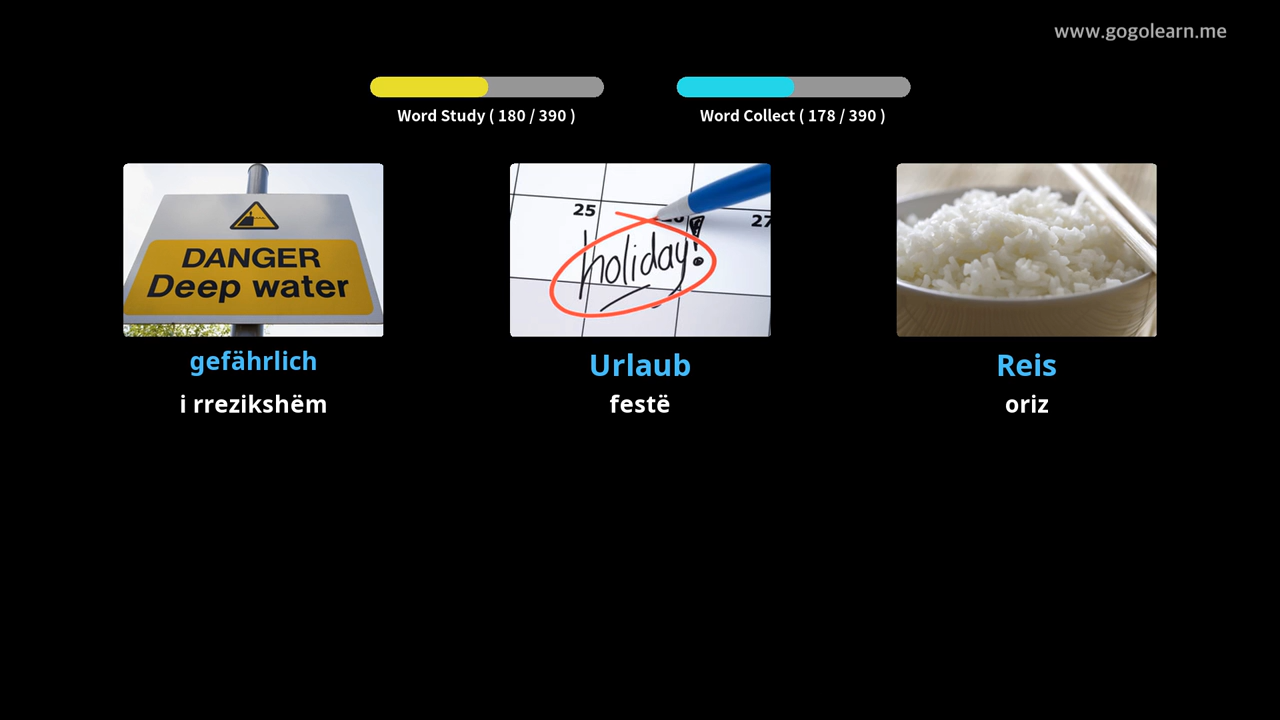 www.gogolearn.me
Word Study ( 180 / 390 )
Word Collect ( 178 / 390 )
DANGER
Deep water
25
27
holiday!
gefährlich
Urlaub
Reis
i rrezikshëm
festë
oriz